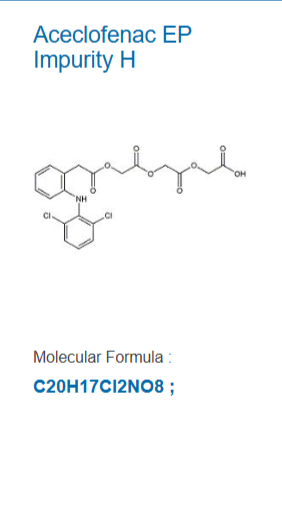 Aceclofenac EP
Impurity H
O
O
O
O
O
O
O
OH
NH
Cl
Cl
Molecular Formula :
C20H17Cl2NO8 ;